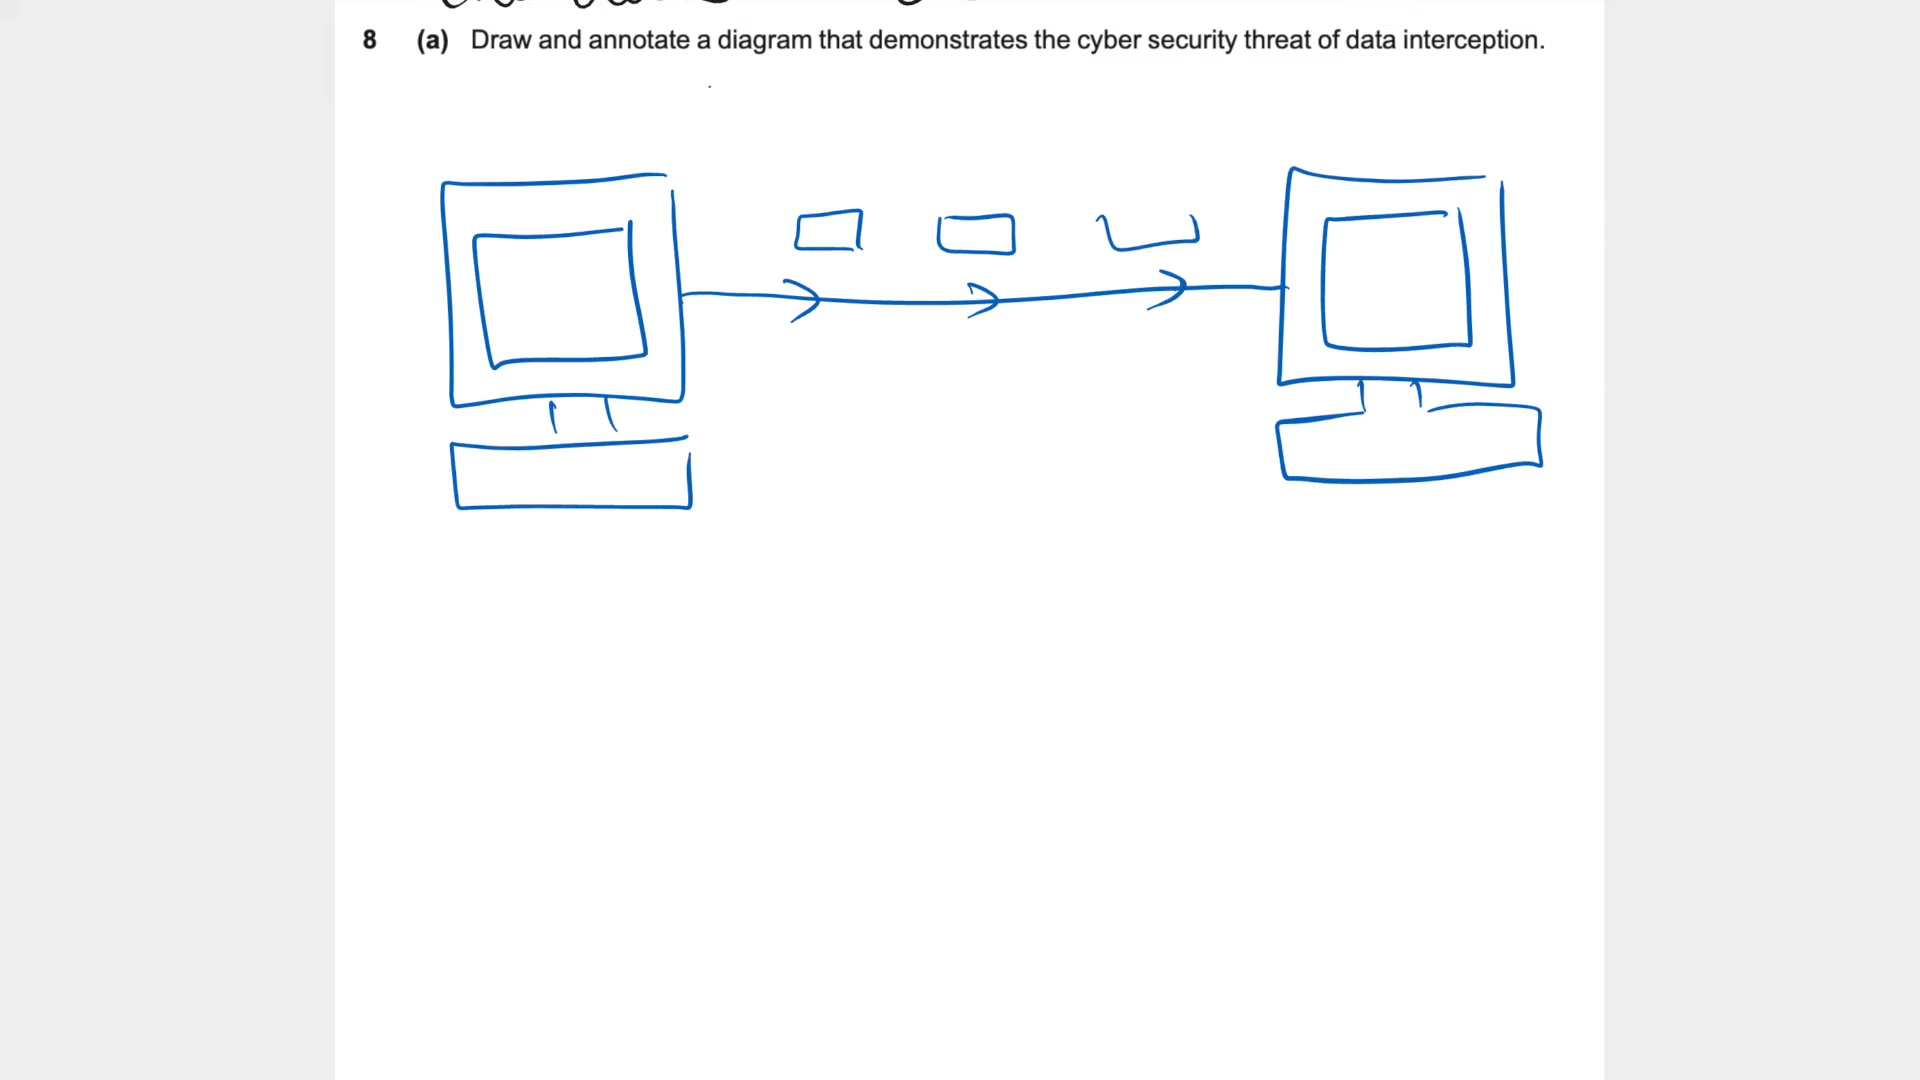 8 (a) Draw and annotate a diagram that demonstrates the cyber security threat of data interception.